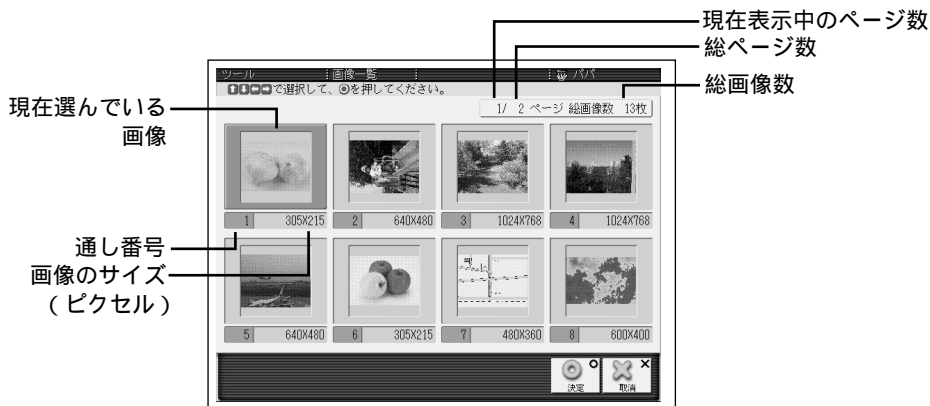 現在表示中のページ数
総ページ数
総画像数
現在選んでいる
画像
通し番号
画像のサイズ
(ピクセル)
ツール 画像一覧 パパ
で選択して、◎を押してください。
1/ 2 ページ 総画像数 13枚
1 305X215 2 640X480 3 1024X768 4 1024X768
5 640X480 6 305X215 7 480X360 8 600X400
決定 取消